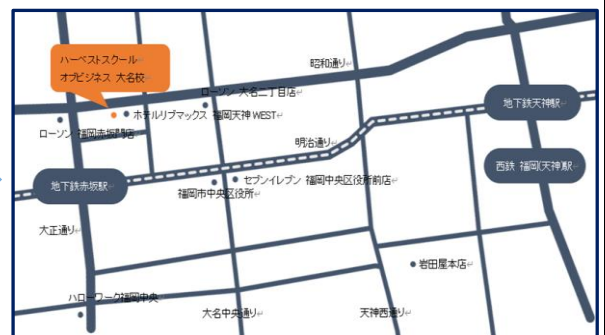 ハーベストスクール
オブビジネス 大名校
昭和通り
ローソン 大名二丁目店
ホテルリブマックス 福岡天神WEST
ローソン 福岡赤坂門店
地下鉄天神駅
明治通り
西鉄 福岡(天神)駅
地下鉄赤坂駅
セブンイレブン 福岡中央区役所前店
福岡市中央区役所
大正通り
岩田屋本店
ハローワーク福岡中央
大名中央通り
天神西通り